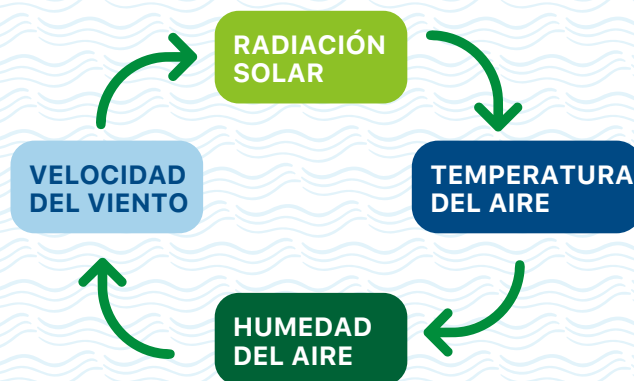 RADIACIÓN
SOLAR
TEMPERATURA
DEL AIRE
HUMEDAD
DEL AIRE
VELOCIDAD
DEL VIENTO